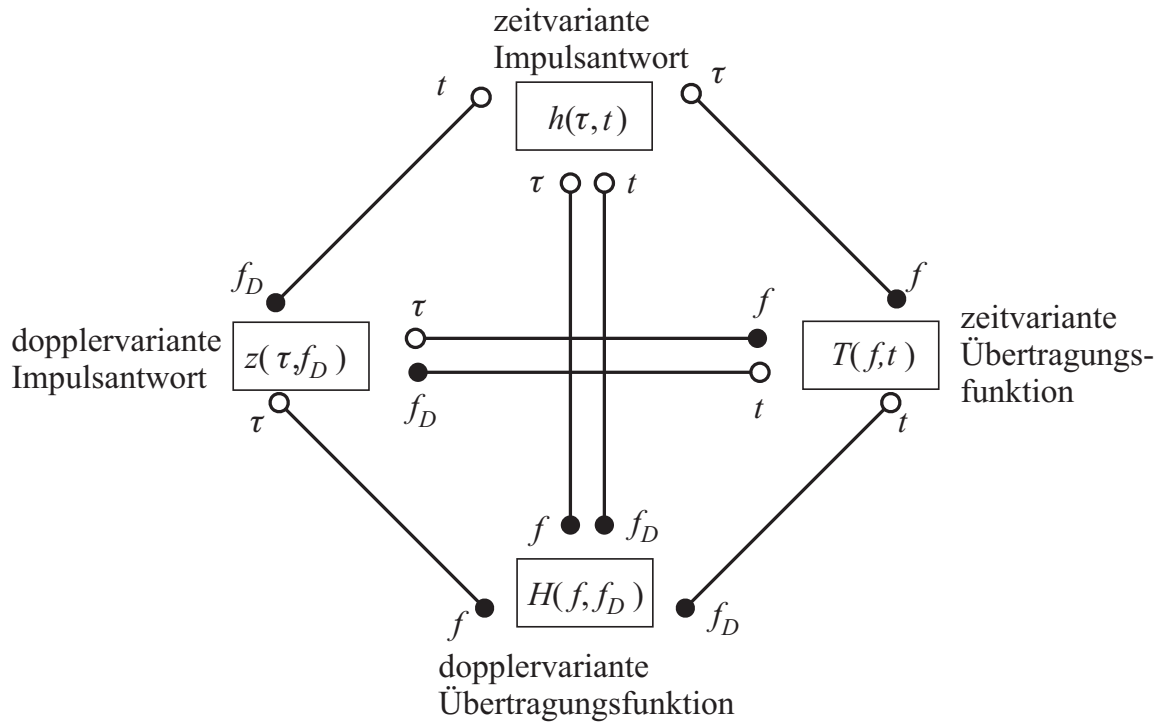 zeitvariante
Impulsantwort
t
τ
h(τ,t)
τ
t
f_D
f
dopplervariante
Impulsantwort
z(τ,f_D)
τ
f
T(f,t)
zeitvariante
Übertragungs-
funktion
f_D
t
τ
t
f
f_D
H(f,f_D)
f
f_D
dopplervariante
Übertragungsfunktion